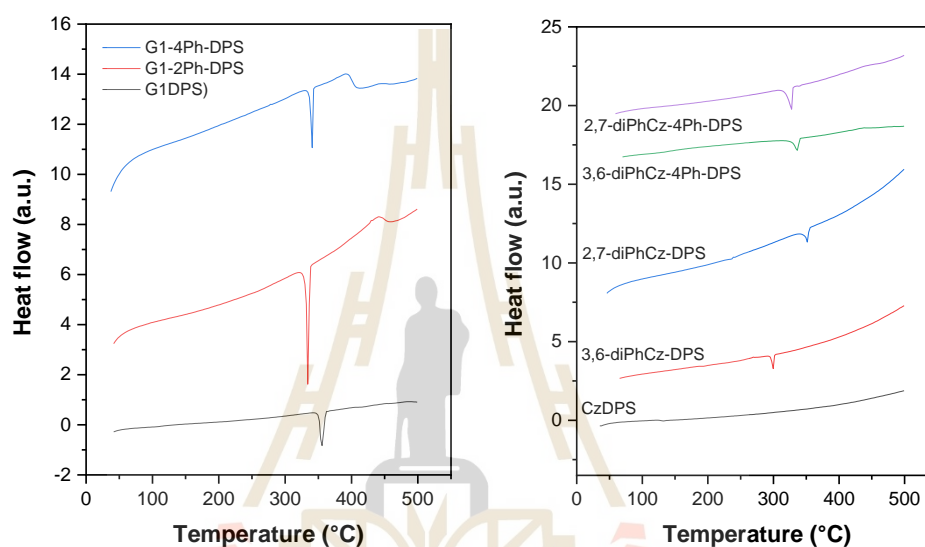 16
14
12
10
8
6
4
2
0
-2
0
100
200
300
400
500
Heat flow (a.u.)
Temperature (°C)
G1-4Ph-DPS
G1-2Ph-DPS
G1DPS)
25
20
15
10
5
0
0
100
200
300
400
500
Heat flow (a.u.)
Temperature (°C)
2,7-diPhCz-4Ph-DPS
3,6-diPhCz-4Ph-DPS
2,7-diPhCz-DPS
3,6-diPhCz-DPS
CzDPS